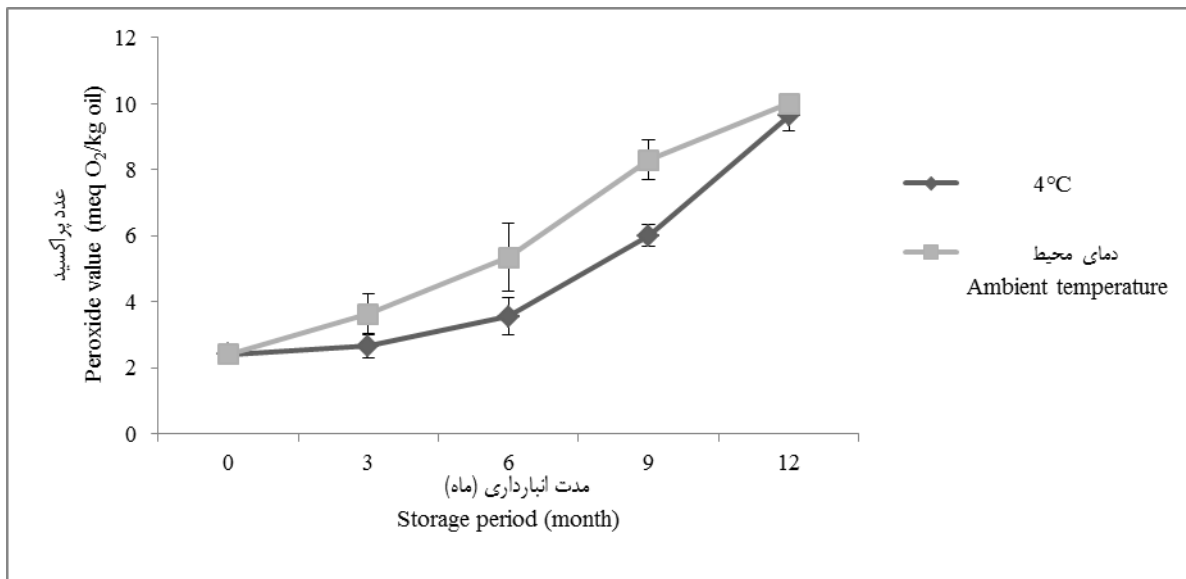 عدد پراکسید
Peroxide value (meq O₂/kg oil)
12
10
8
6
4
2
0
0 3 6 9 12
مدت انبارداری (ماه)
Storage period (month)
4°C
دمای محیط
Ambient temperature